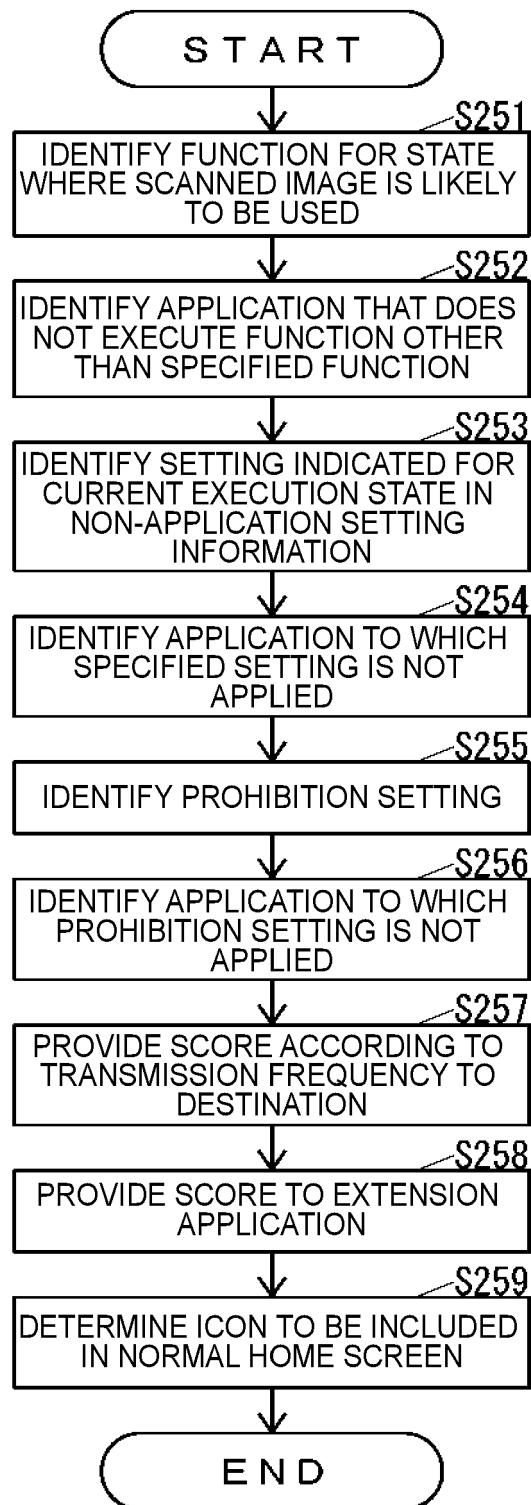 START
S251
IDENTIFY FUNCTION FOR STATE
WHERE SCANNED IMAGE IS LIKELY
TO BE USED
S252
IDENTIFY APPLICATION THAT DOES
NOT EXECUTE FUNCTION OTHER
THAN SPECIFIED FUNCTION
S253
IDENTIFY SETTING INDICATED FOR
CURRENT EXECUTION STATE IN
NON-APPLICATION SETTING
INFORMATION
S254
IDENTIFY APPLICATION TO WHICH
SPECIFIED SETTING IS NOT
APPLIED
S255
IDENTIFY PROHIBITION SETTING
S256
IDENTIFY APPLICATION TO WHICH
PROHIBITION SETTING IS NOT
APPLIED
S257
PROVIDE SCORE ACCORDING TO
TRANSMISSION FREQUENCY TO
DESTINATION
S258
PROVIDE SCORE TO EXTENSION
APPLICATION
S259
DETERMINE ICON TO BE INCLUDED
IN NORMAL HOME SCREEN
END